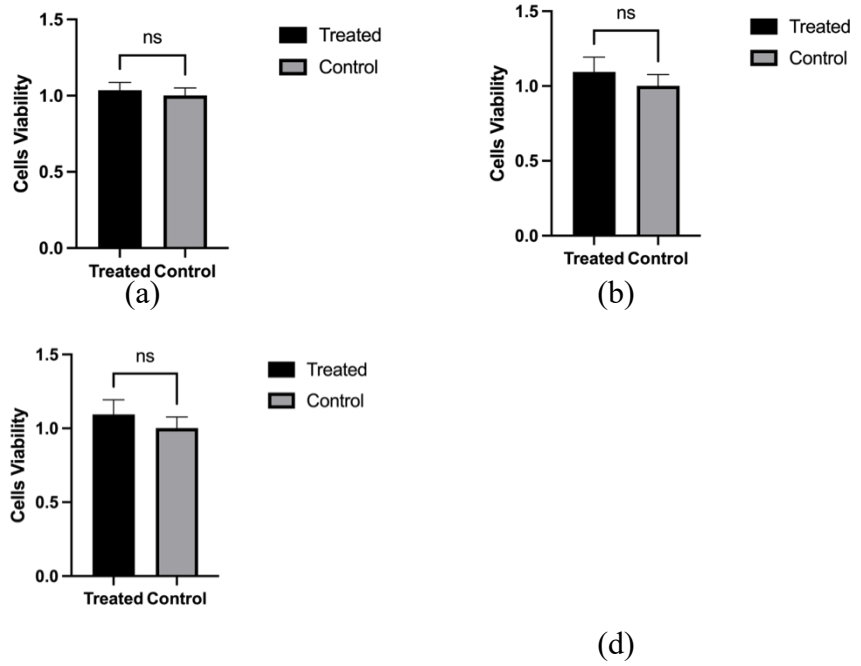 1.5
1.0
0.5
0.0
Cells Viability
ns
Treated
Control
Treated Control
(a)
1.5
1.0
0.5
0.0
Cells Viability
ns
Treated
Control
Treated Control
(b)
1.5
1.0
0.5
0.0
Cells Viability
ns
Treated
Control
Treated Control
(d)